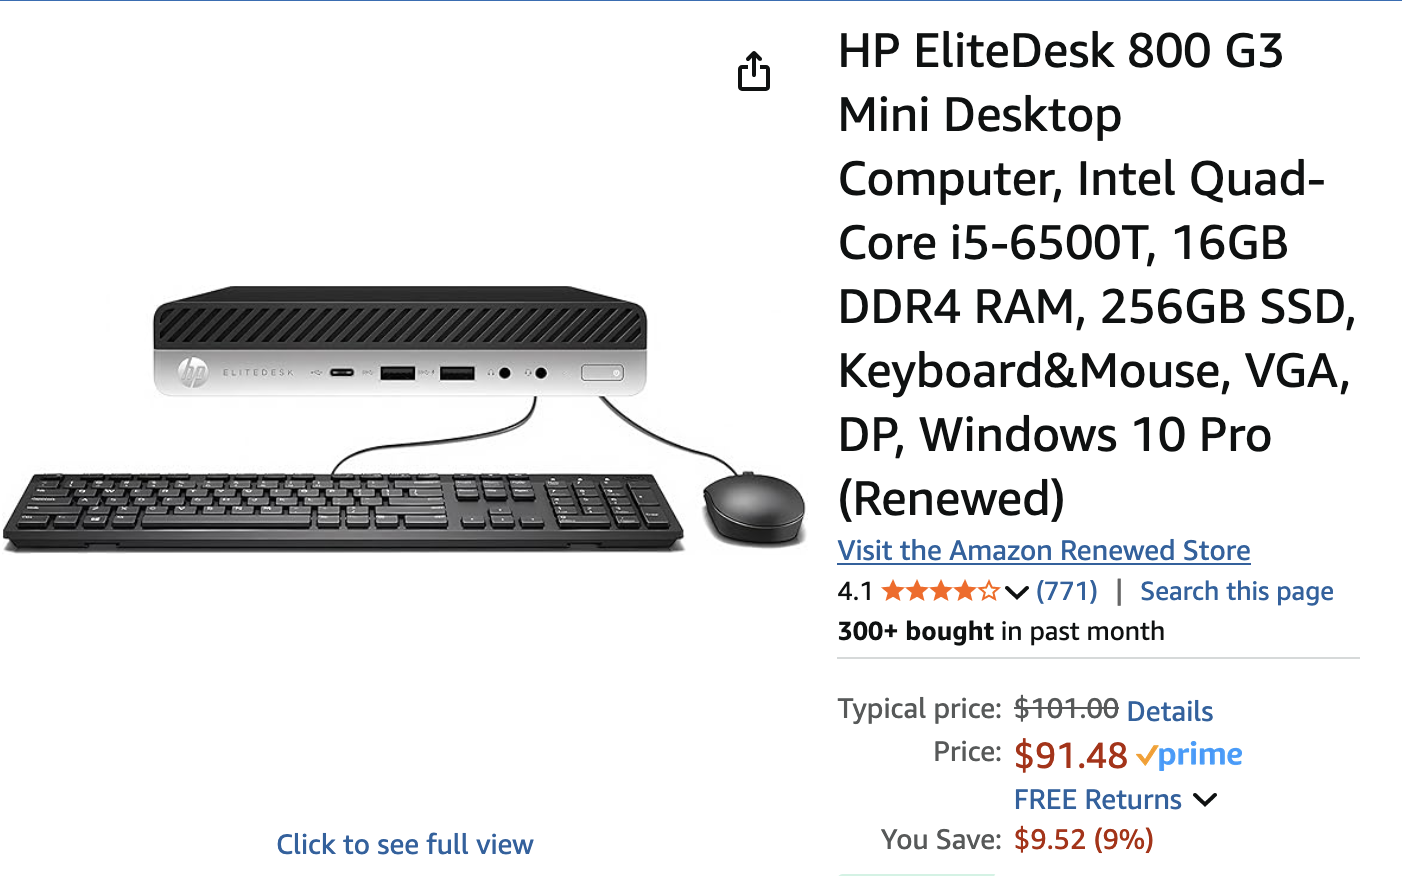 HP EliteDesk 800 G3
Mini Desktop
Computer, Intel Quad-
Core i5-6500T, 16GB
DDR4 RAM, 256GB SSD,
Keyboard&Mouse, VGA,
DP, Windows 10 Pro
(Renewed)
Visit the Amazon Renewed Store
4.1 (771) | Search this page
300+ bought in past month
Typical price: $101.00 Details
Price: $91.48 prime
FREE Returns
You Save: $9.52 (9%)
hp ELITEDESK
Click to see full view